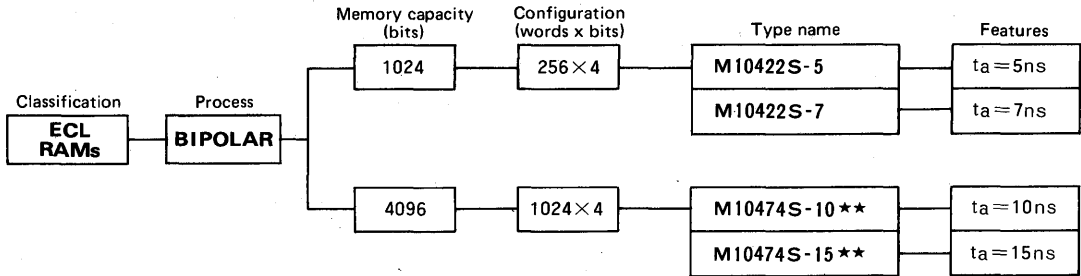 Memory capacity
(bits)
Configuration
(words x bits)
Type name
Features
1024
256×4
M10422S-5
ta=5ns
Classification
Process
M10422S-7
ta=7ns
ECL
RAMs
BIPOLAR
4096
1024×4
M10474S-10★★
ta=10ns
M10474S-15★★
ta=15ns